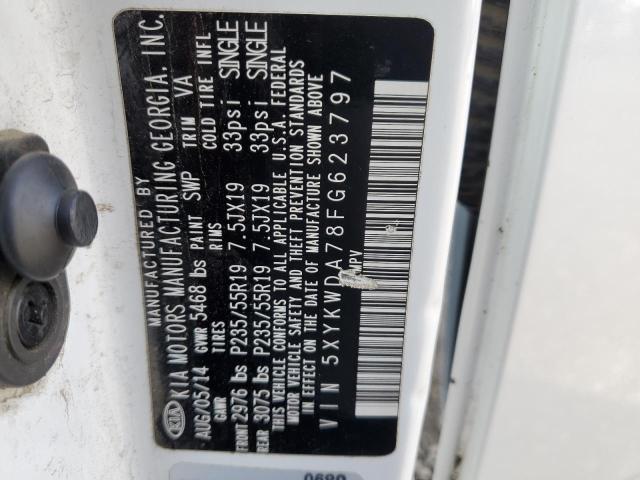 MANUFACTURED BY
KIA KIA MOTORS MANUFACTURING GEORGIA, INC.
AUG/05/14 GVWR 5468 lbs PAINT SWP TRIM VA
GAWR TIRES RIMS COLD TIRE INFL
FRONT 2976 lbs P235/55R19 7.5JX19 33psi SINGLE
REAR 3075 lbs P235/55R19 7.5JX19 33psi SINGLE
THIS VEHICLE CONFORMS TO ALL APPLICABLE U.S.A. FEDERAL
MOTOR VEHICLE SAFETY AND THEFT PREVENTION STANDARDS
IN EFFECT ON THE DATE OF MANUFACTURE SHOWN ABOVE
VIN 5XYKWDA78FG623797
MPV
0680